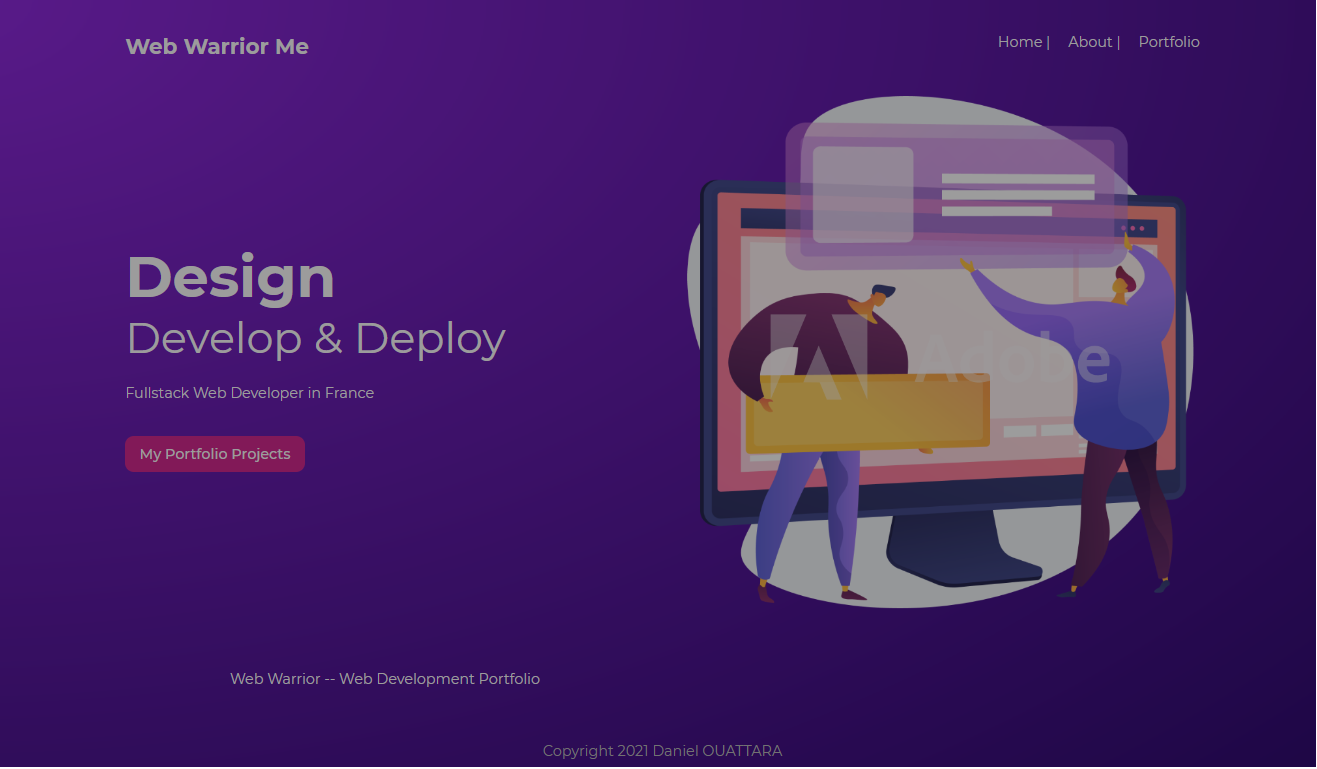 Web Warrior Me
Home |
About |
Portfolio
Design
Develop & Deploy
Fullstack Web Developer in France
My Portfolio Projects
Adobe
Web Warrior -- Web Development Portfolio
Copyright 2021 Daniel OUATTARA